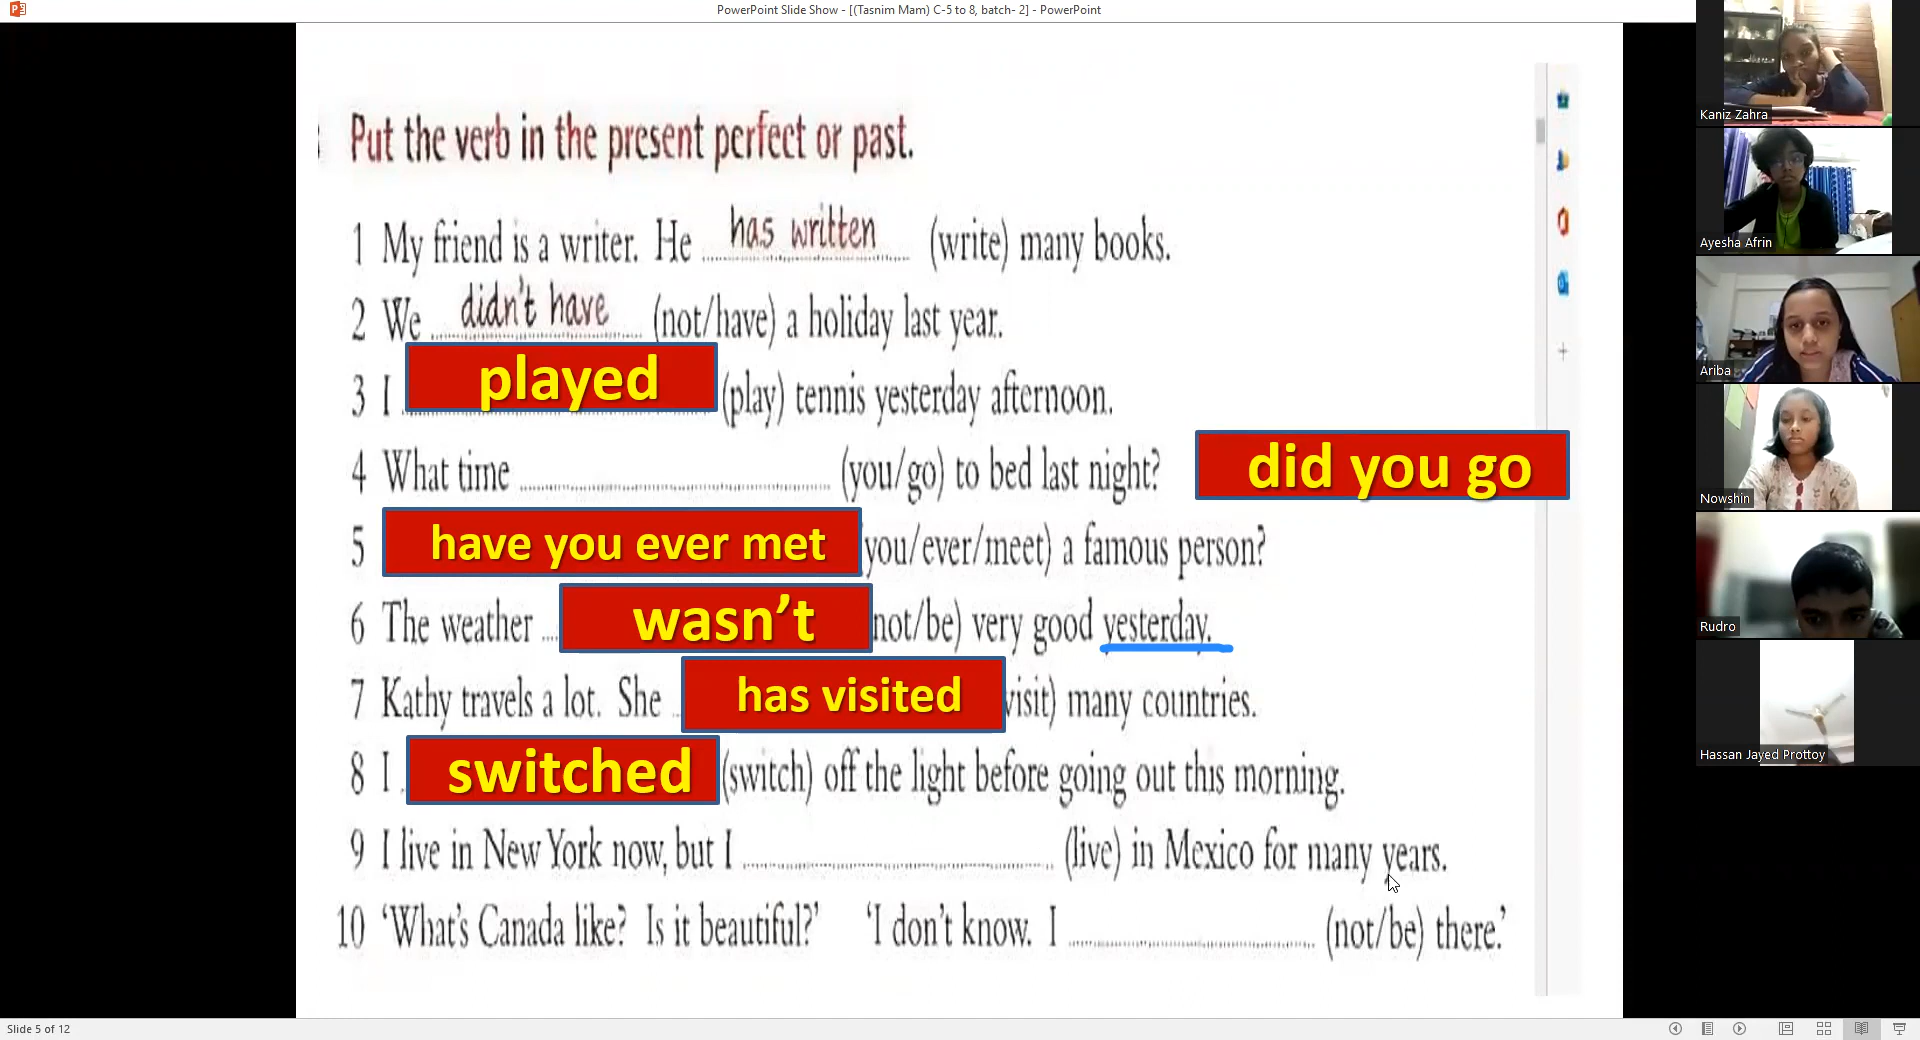 PowerPoint Slide Show - [(Tasnim Mam) C-5 to 8, batch- 2] - PowerPoint
Put the verb in the present perfect or past.
1 My friend is a writer. He has written (write) many books.
2 We didn't have (not/have) a holiday last year.
3 I played (play) tennis yesterday afternoon.
4 What time ........ (you/go) to bed last night? did you go
5 have you ever met you/ever/meet) a famous person?
6 The weather ... wasn't not/be) very good yesterday.
7 Kathy travels a lot. She has visited visit) many countries.
8 I switched (switch) off the light before going out this morning.
9 I live in New York now, but I ........ (live) in Mexico for many years.
10 'What's Canada like? Is it beautiful?' 'I don't know. I ........ (not/be) there.'
Kaniz Zahra
Ayesha Afrin
Ariba
Nowshin
Rudro
Hassan Jayed Prottoy
Slide 5 of 12